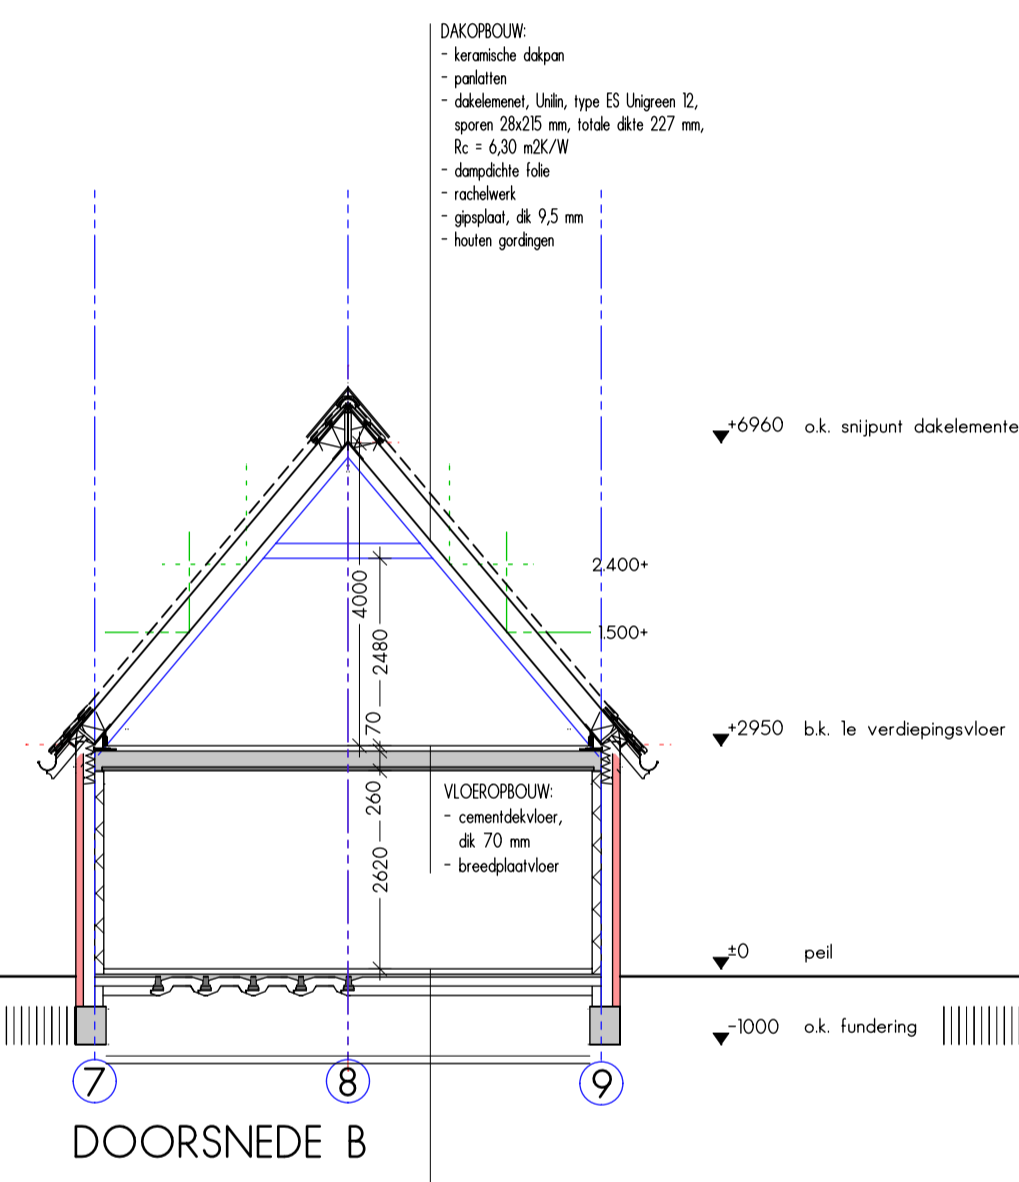 DAKOPBOUW:
- keramische dakpan
- panlatten
- dakelemenet, Unilin, type ES Unigreen 12,
sporen 28x215 mm, totale dikte 227 mm,
Rc = 6,30 m2K/W
- dampdichte folie
- rachelwerk
- gipsplaat, dik 9,5 mm
- houten gordingen
+6960 o.k. snijpunt dakelemente
2.400+
1.500+
4000
2480
70
+2950 b.k. 1e verdiepingsvloer
260
2620
VLOEROPBOUW:
- cementdekvloer,
dik 70 mm
- breedplaatvloer
±0 peil
-1000 o.k. fundering
7
8
9
DOORSNEDE B